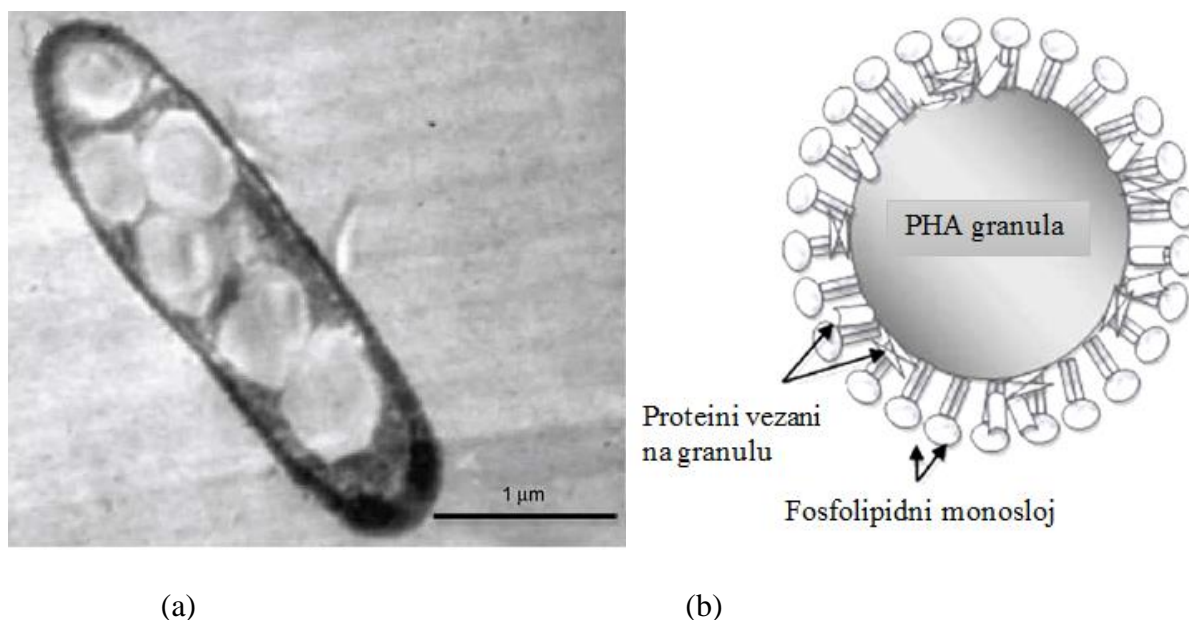 PHA granula
Proteini vezani
na granulu
1 µm
Fosfolipidni monosloj
(a)
(b)